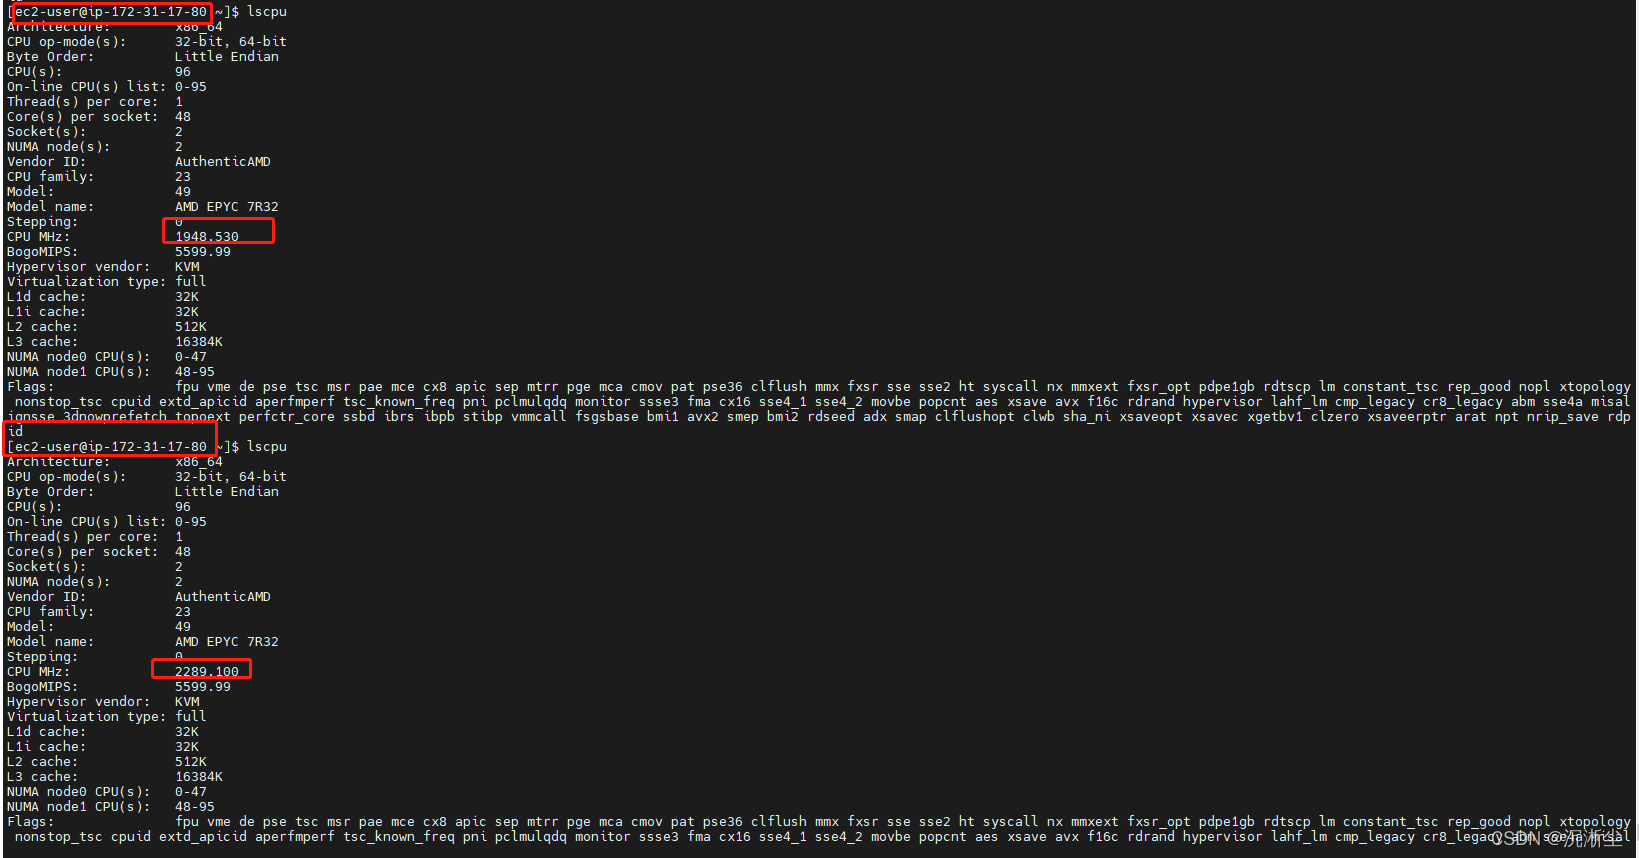 [ec2-user@ip-172-31-17-80 ~]$ lscpu
Architecture:          x86_64
CPU op-mode(s):        32-bit, 64-bit
Byte Order:            Little Endian
CPU(s):                96
On-line CPU(s) list:   0-95
Thread(s) per core:    1
Core(s) per socket:    48
Socket(s):             2
NUMA node(s):          2
Vendor ID:             AuthenticAMD
CPU family:            23
Model:                 49
Model name:            AMD EPYC 7R32
Stepping:              0
CPU MHz:               1948.530
BogoMIPS:              5599.99
Hypervisor vendor:     KVM
Virtualization type:   full
L1d cache:             32K
L1i cache:             32K
L2 cache:              512K
L3 cache:              16384K
NUMA node0 CPU(s):     0-47
NUMA node1 CPU(s):     48-95
Flags:                 fpu vme de pse tsc msr pae mce cx8 apic sep mtrr pge mca cmov pat pse36 clflush mmx fxsr sse sse2 ht syscall nx mmxext fxsr_opt pdpe1gb rdtscp lm constant_tsc rep_good nopl xtopology
nonstop_tsc cpuid extd_apicid aperfmperf tsc_known_freq pni pclmulqdq monitor ssse3 fma cx16 sse4_1 sse4_2 movbe popcnt aes xsave avx f16c rdrand hypervisor lahf_lm cmp_legacy cr8_legacy abm sse4a misal
ignsse 3dnowprefetch topoext perfctr_core ssbd ibrs ibpb stibp vmmcall fsgsbase bmi1 avx2 smep bmi2 rdseed adx smap clflushopt clwb sha_ni xsaveopt xsavec xgetbv1 clzero xsaveerptr arat npt nrip_save rdp
id
[ec2-user@ip-172-31-17-80 ~]$ lscpu
Architecture:          x86_64
CPU op-mode(s):        32-bit, 64-bit
Byte Order:            Little Endian
CPU(s):                96
On-line CPU(s) list:   0-95
Thread(s) per core:    1
Core(s) per socket:    48
Socket(s):             2
NUMA node(s):          2
Vendor ID:             AuthenticAMD
CPU family:            23
Model:                 49
Model name:            AMD EPYC 7R32
Stepping:              0
CPU MHz:               2289.100
BogoMIPS:              5599.99
Hypervisor vendor:     KVM
Virtualization type:   full
L1d cache:             32K
L1i cache:             32K
L2 cache:              512K
L3 cache:              16384K
NUMA node0 CPU(s):     0-47
NUMA node1 CPU(s):     48-95
Flags:                 fpu vme de pse tsc msr pae mce cx8 apic sep mtrr pge mca cmov pat pse36 clflush mmx fxsr sse sse2 ht syscall nx mmxext fxsr_opt pdpe1gb rdtscp lm constant_tsc rep_good nopl xtopology
nonstop_tsc cpuid extd_apicid aperfmperf tsc_known_freq pni pclmulqdq monitor ssse3 fma cx16 sse4_1 sse4_2 movbe popcnt aes xsave avx f16c rdrand hypervisor lahf_lm cmp_legacy cr8_legacy abm sse4a misal
CSDN @沉淅尘